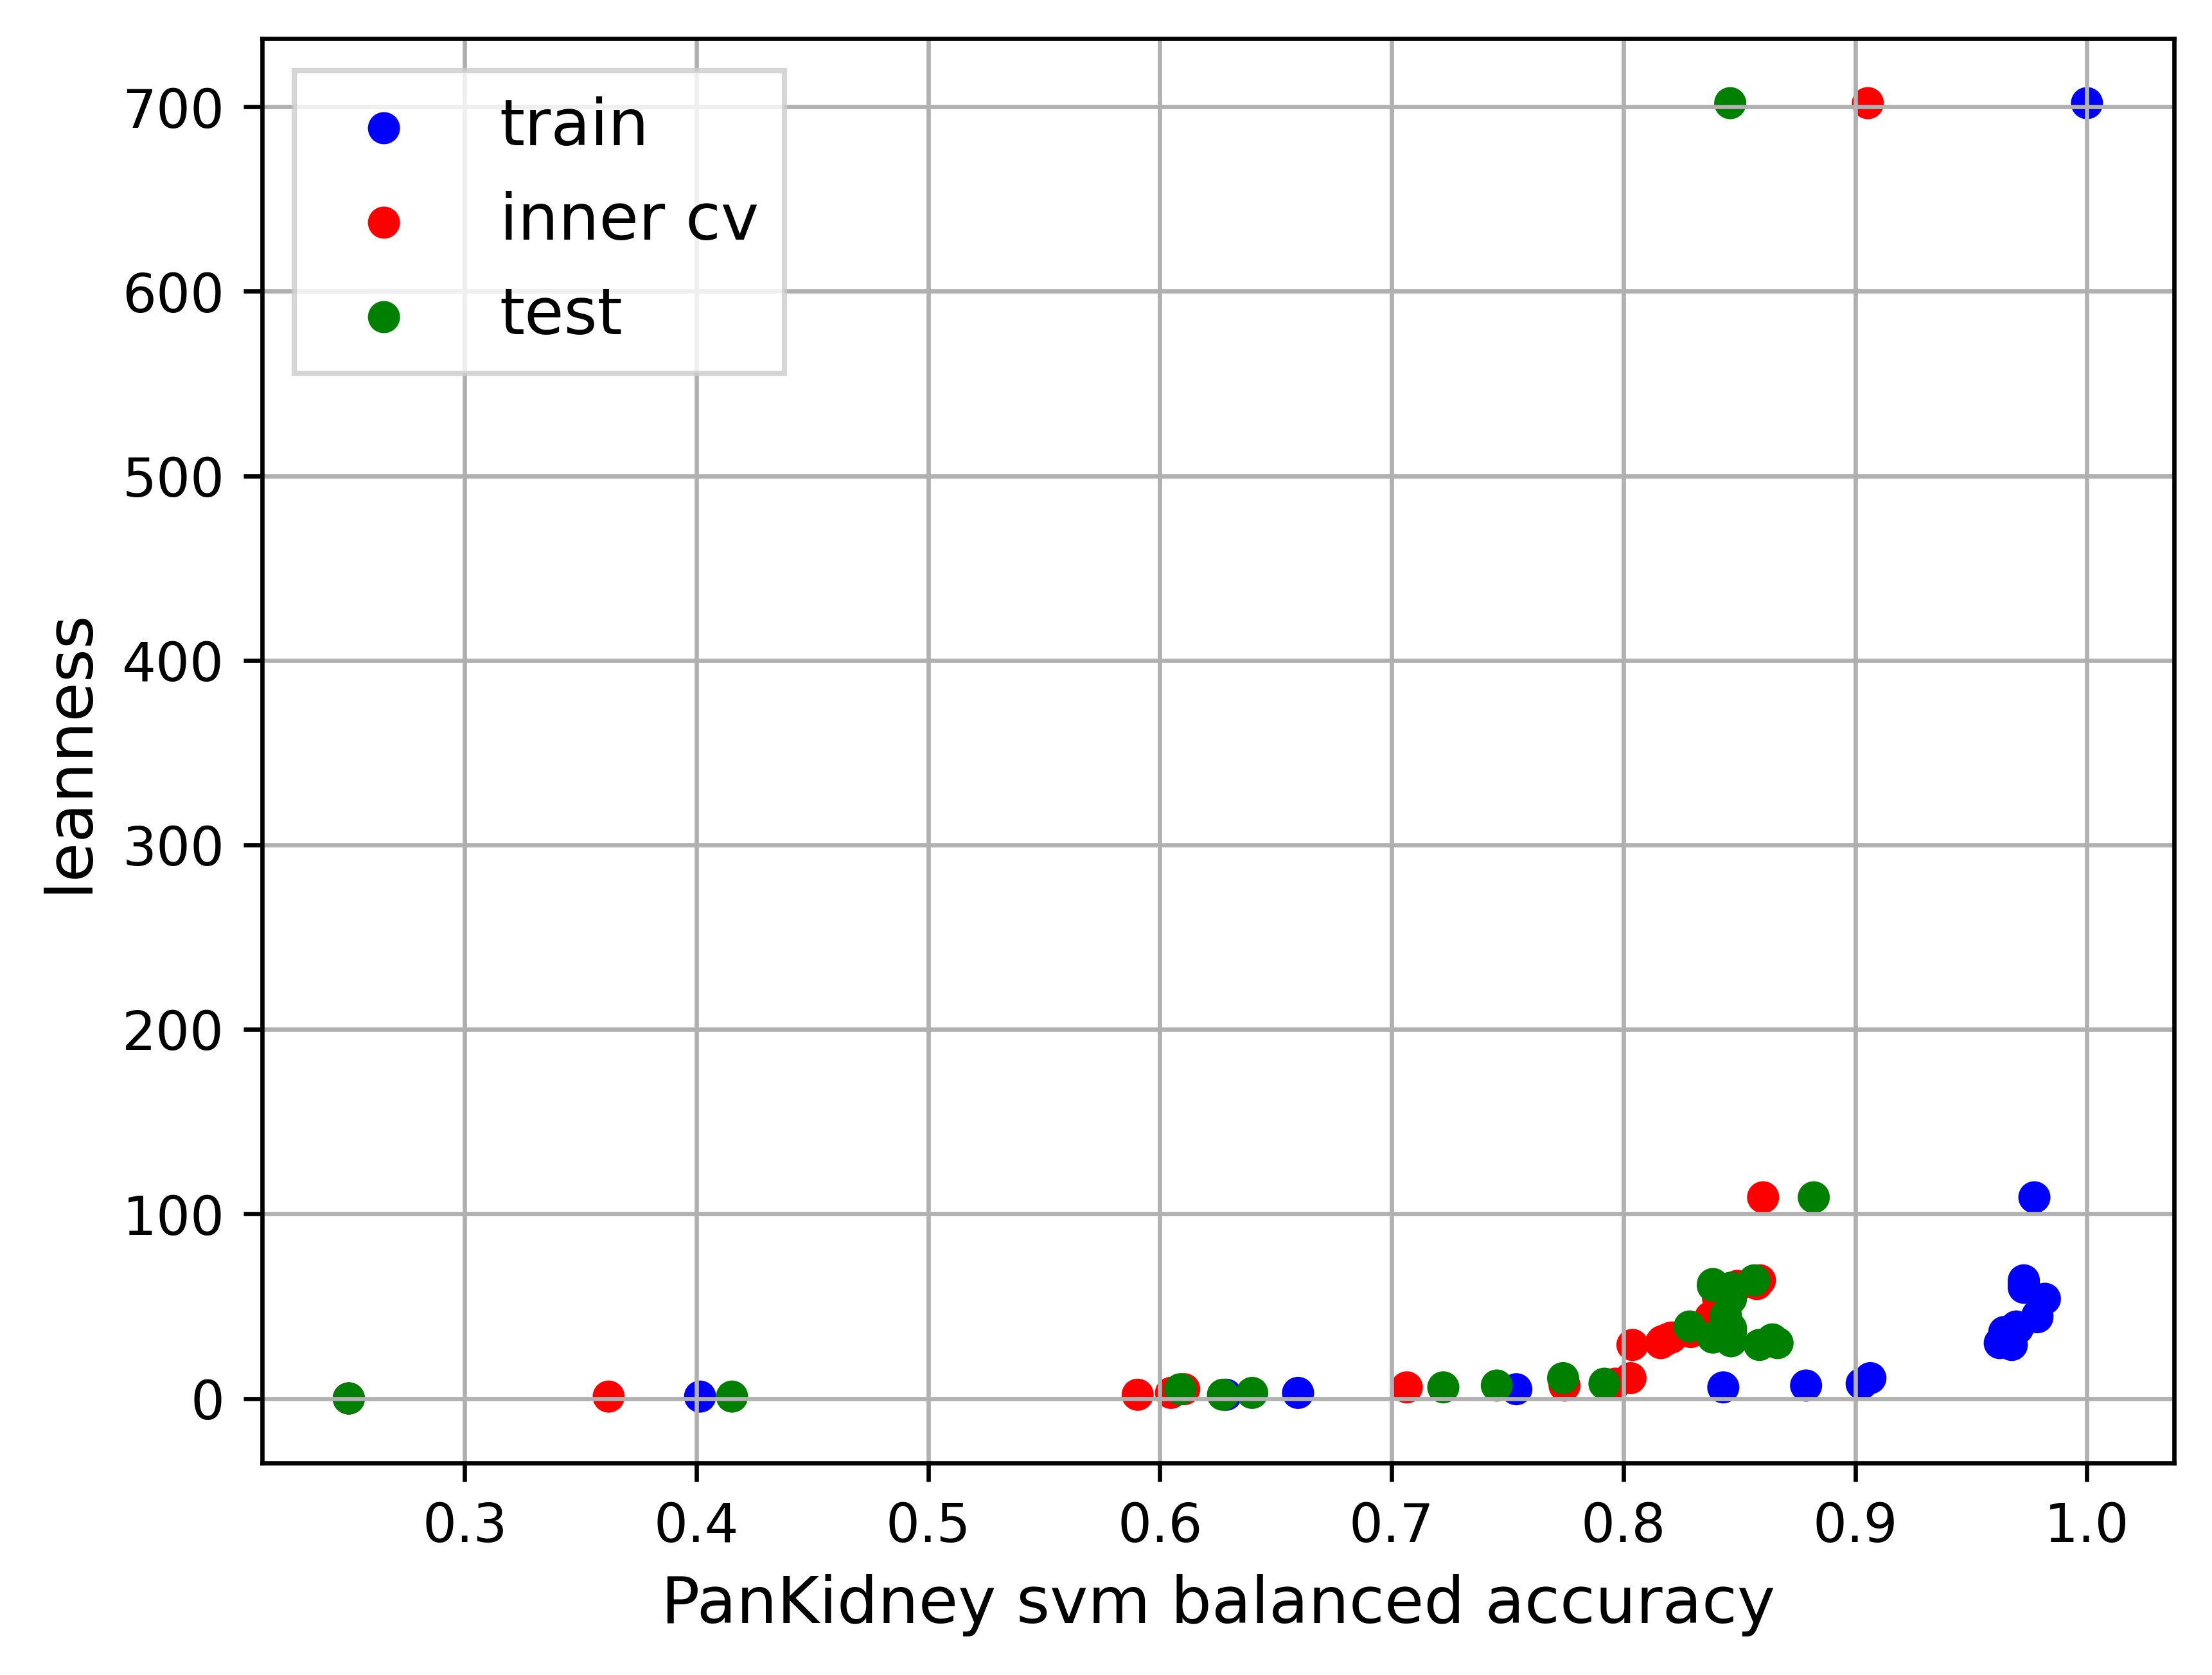 train
inner cv
test
leanness
700
600
500
400
300
200
100
0
0.3 0.4 0.5 0.6 0.7 0.8 0.9 1.0
PanKidney svm balanced accuracy